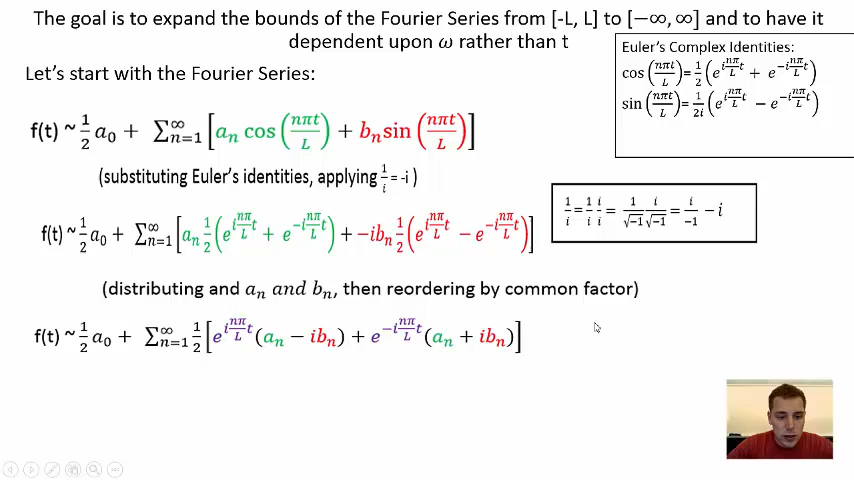 The goal is to expand the bounds of the Fourier Series from [-L, L] to [−∞, ∞] and to have it
dependent upon ω rather than t
Euler's Complex Identities:
cos(nπt/L)=1/2(e^{i nπ/L t} + e^{−i nπ/L t})
sin(nπt/L)=1/2i(e^{i nπ/L t} − e^{−i nπ/L t})
Let's start with the Fourier Series:
f(t) ~ 1/2 a₀ + ∑_{n=1}^{∞} [aₙ cos(nπt/L) + bₙsin(nπt/L)]
(substituting Euler's identities, applying 1/i = -i )
1/i = 1/i i/i = 1/√−1 i/√−1 = i/−1 − i
f(t) ~ 1/2 a₀ + ∑_{n=1}^{∞} [aₙ 1/2 (e^{i nπ/L t} + e^{−i nπ/L t}) + −ibₙ 1/2 (e^{i nπ/L t} − e^{−i nπ/L t})]
(distributing and aₙ and bₙ, then reordering by common factor)
f(t) ~ 1/2 a₀ + ∑_{n=1}^{∞} 1/2 [e^{i nπ/L t}(aₙ − ibₙ) + e^{−i nπ/L t}(aₙ + ibₙ)]